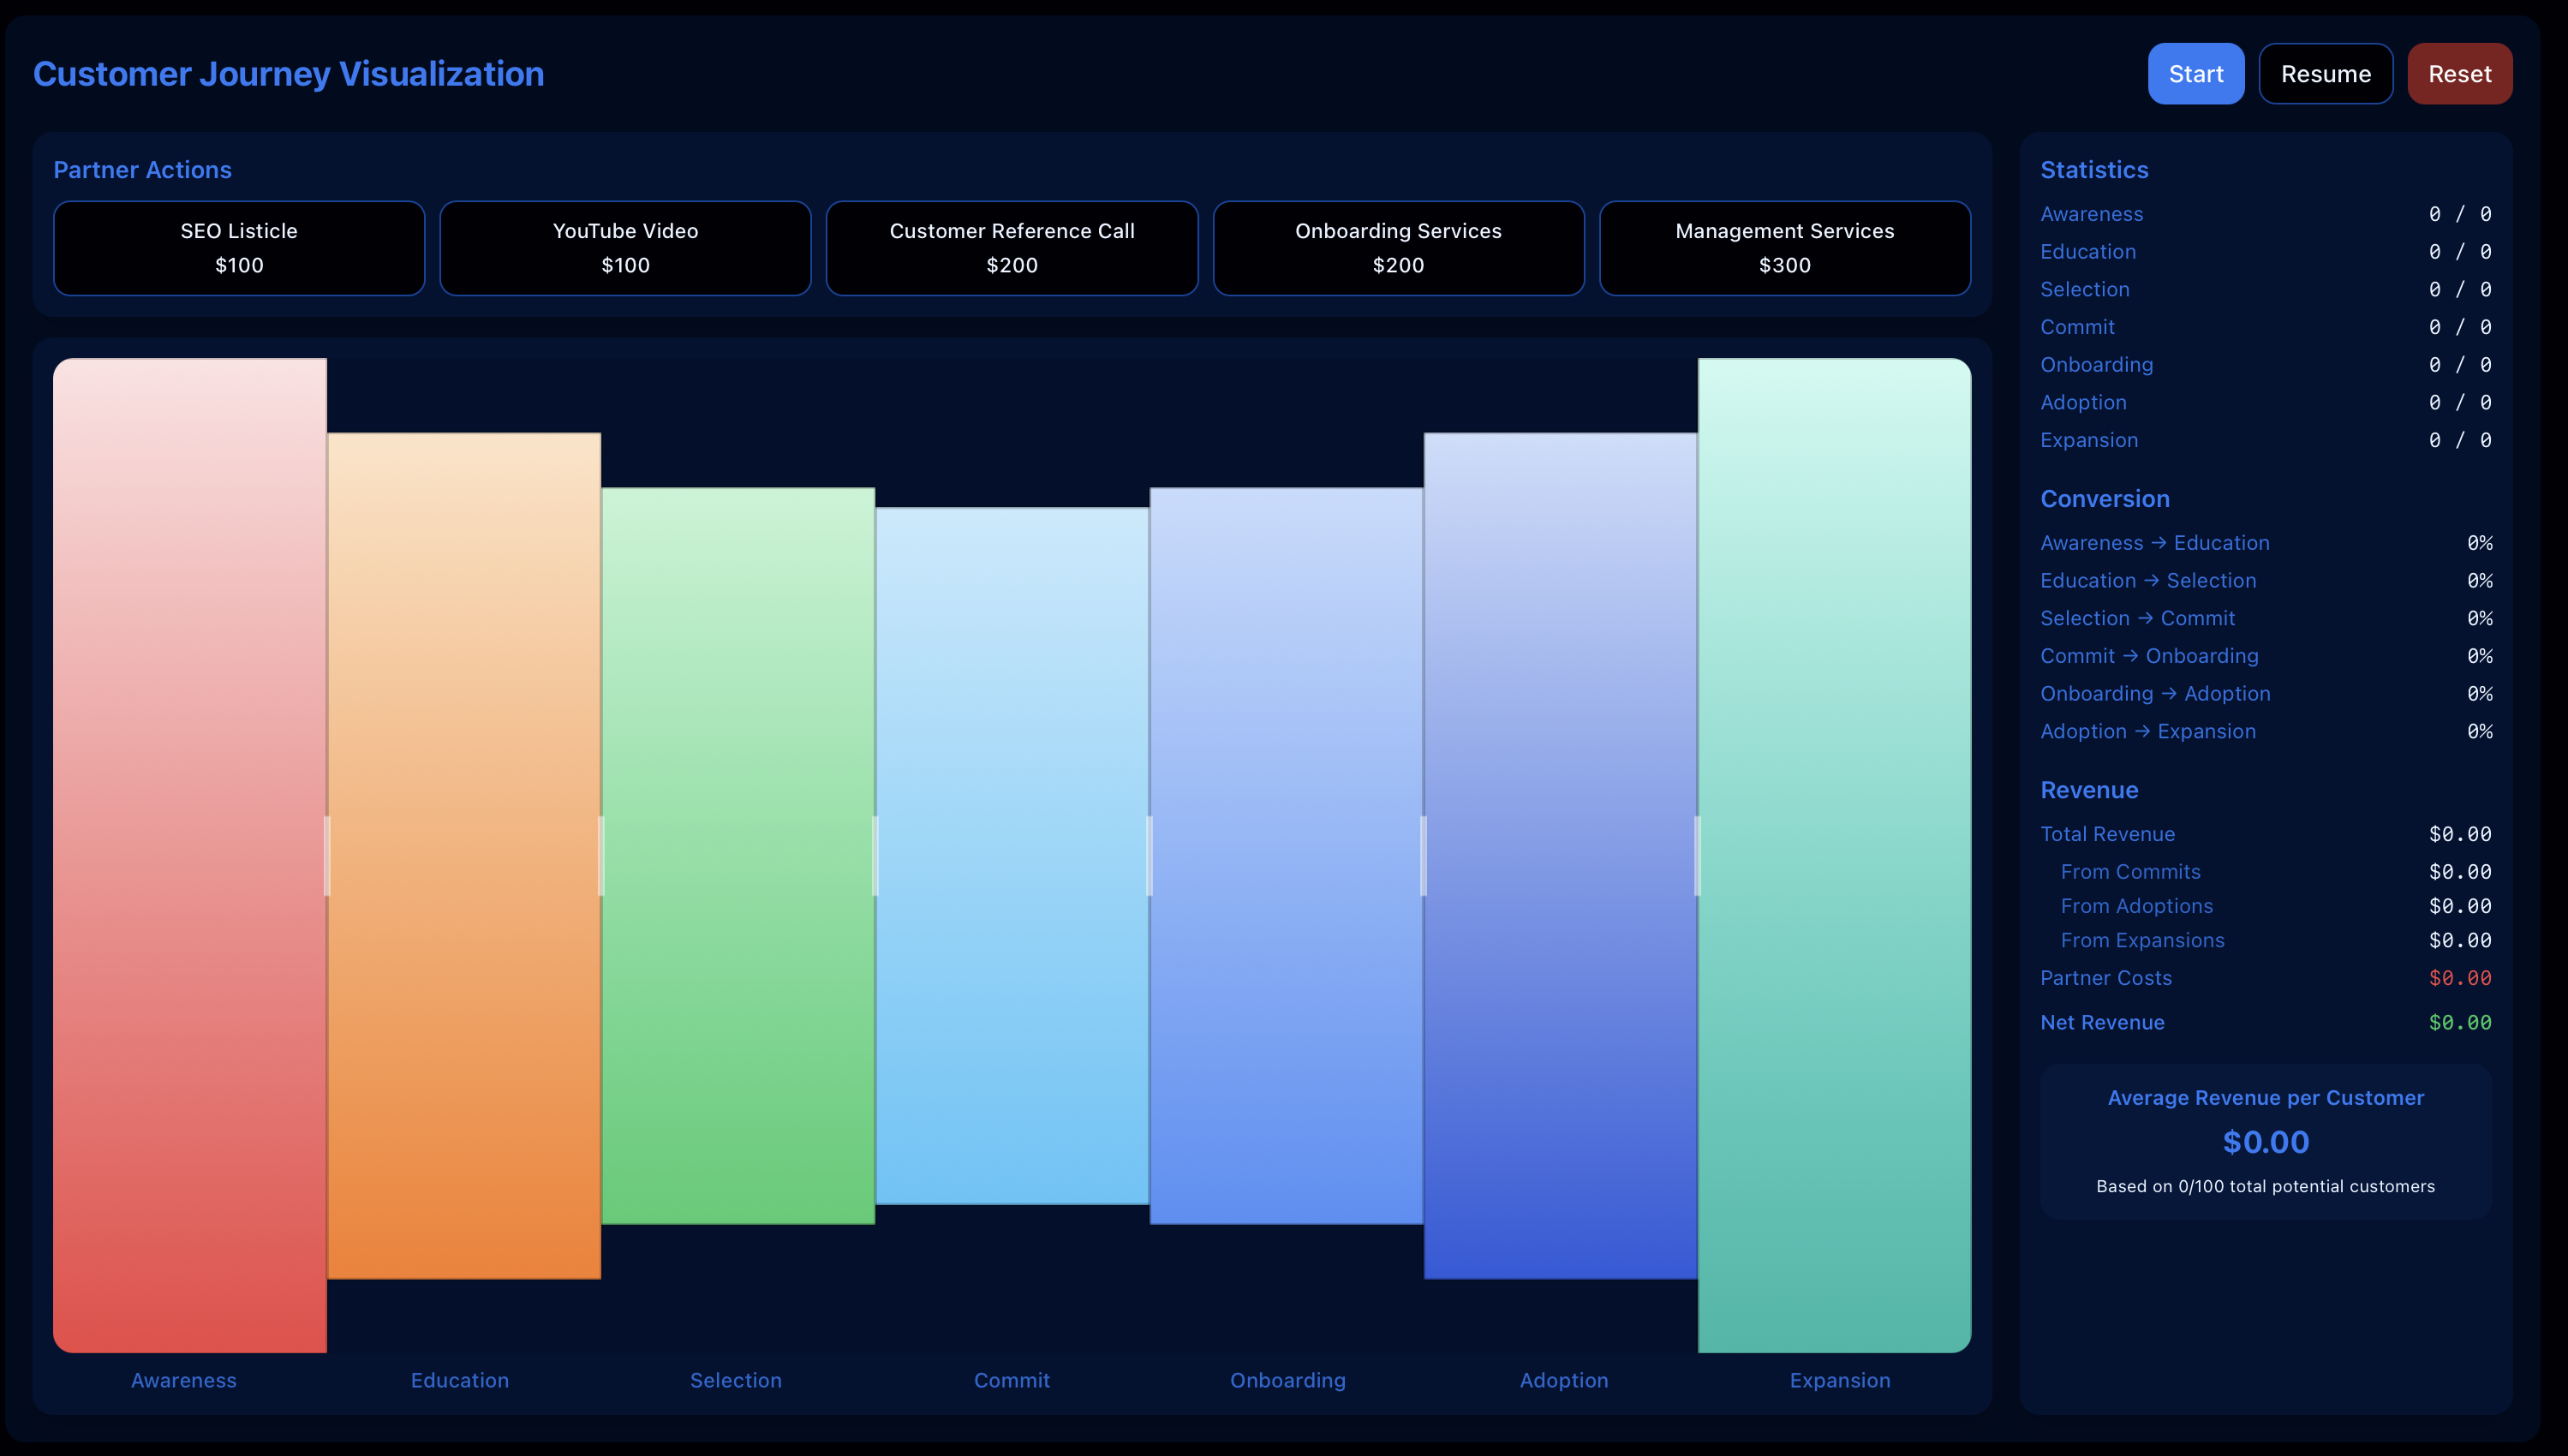 Customer Journey Visualization
Start
Resume
Reset
Partner Actions
SEO Listicle
$100
YouTube Video
$100
Customer Reference Call
$200
Onboarding Services
$200
Management Services
$300
Awareness
Education
Selection
Commit
Onboarding
Adoption
Expansion
Statistics
Awareness 0 / 0
Education 0 / 0
Selection 0 / 0
Commit 0 / 0
Onboarding 0 / 0
Adoption 0 / 0
Expansion 0 / 0
Conversion
Awareness → Education 0%
Education → Selection 0%
Selection → Commit 0%
Commit → Onboarding 0%
Onboarding → Adoption 0%
Adoption → Expansion 0%
Revenue
Total Revenue $0.00
From Commits $0.00
From Adoptions $0.00
From Expansions $0.00
Partner Costs $0.00
Net Revenue $0.00
Average Revenue per Customer
$0.00
Based on 0/100 total potential customers